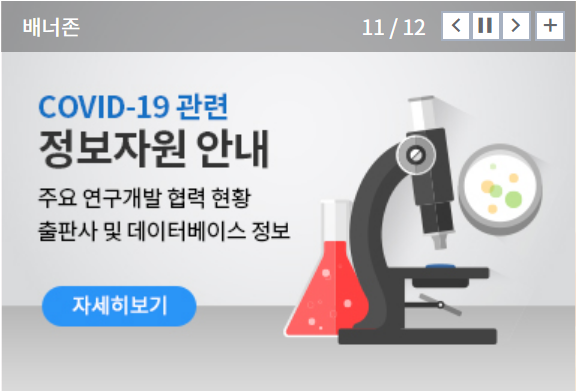 배너존
11 / 12
COVID-19 관련
정보자원 안내
주요 연구개발 협력 현황
출판사 및 데이터베이스 정보
자세히보기